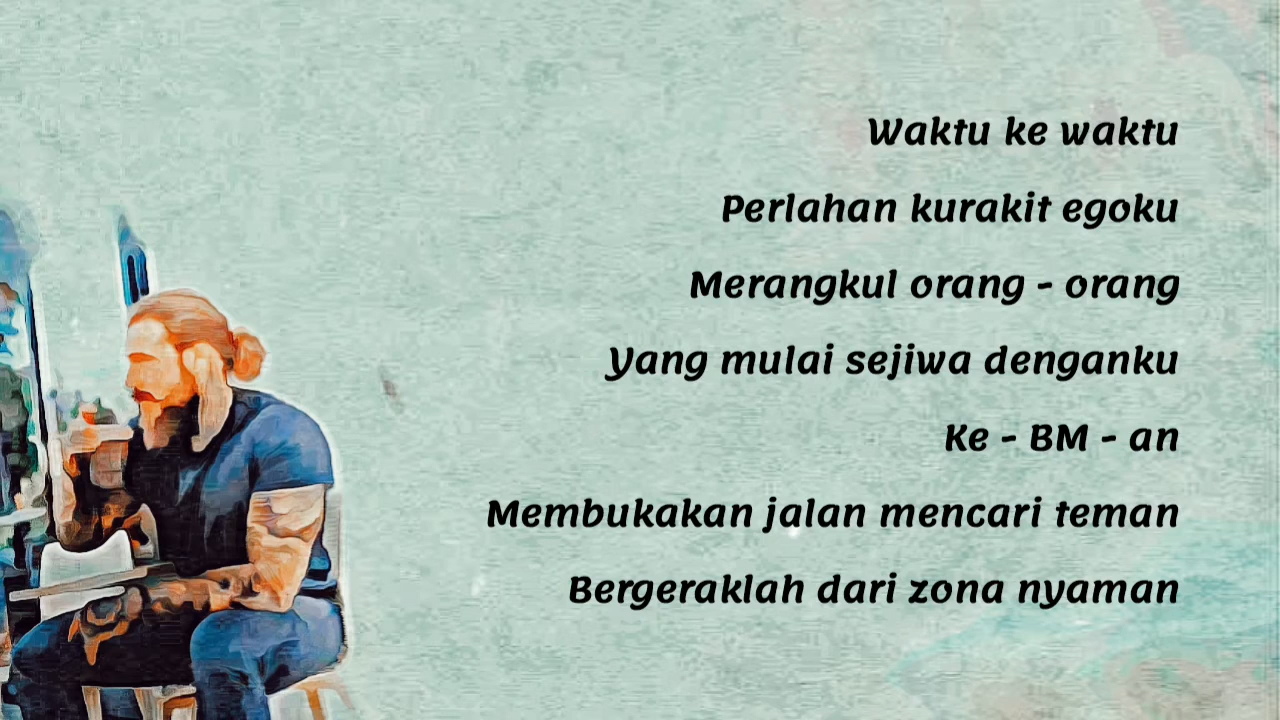 Waktu ke waktu
Perlahan kurakit egoku
Merangkul orang - orang
Yang mulai sejiwa denganku
Ke - BM - an
Membukakan jalan mencari teman
Bergeraklah dari zona nyaman